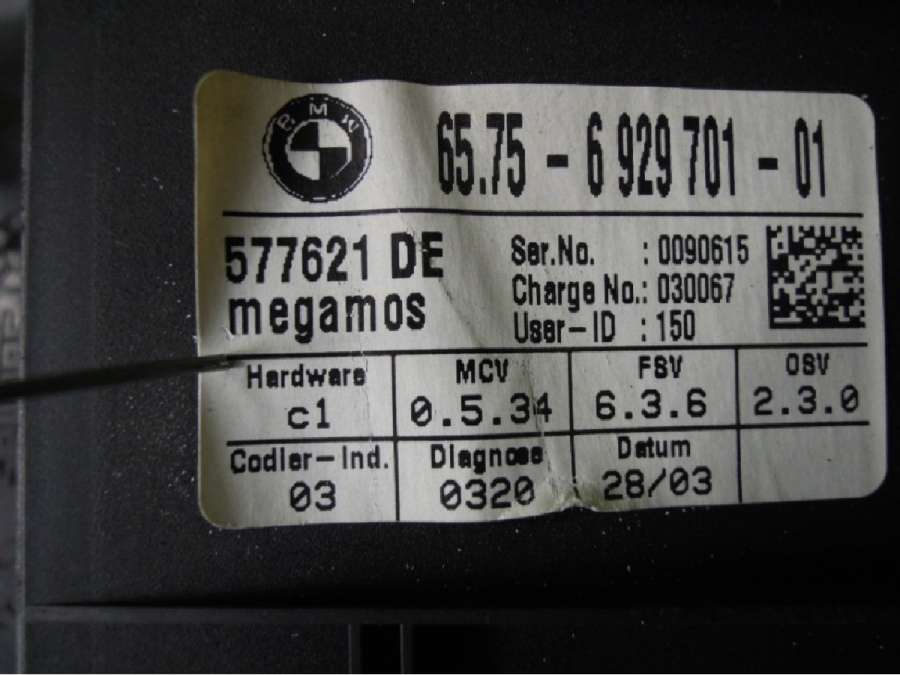 BMW
65.75 - 6 929 701 - 01
577621 DE
megamos
Ser.No. : 0090615
Charge No.: 030067
User-ID : 150
Hardware MCV FSV OSV
c1 0.5.34 6.3.6 2.3.0
Codier-Ind. Diagnose Datum
03 0320 28/03